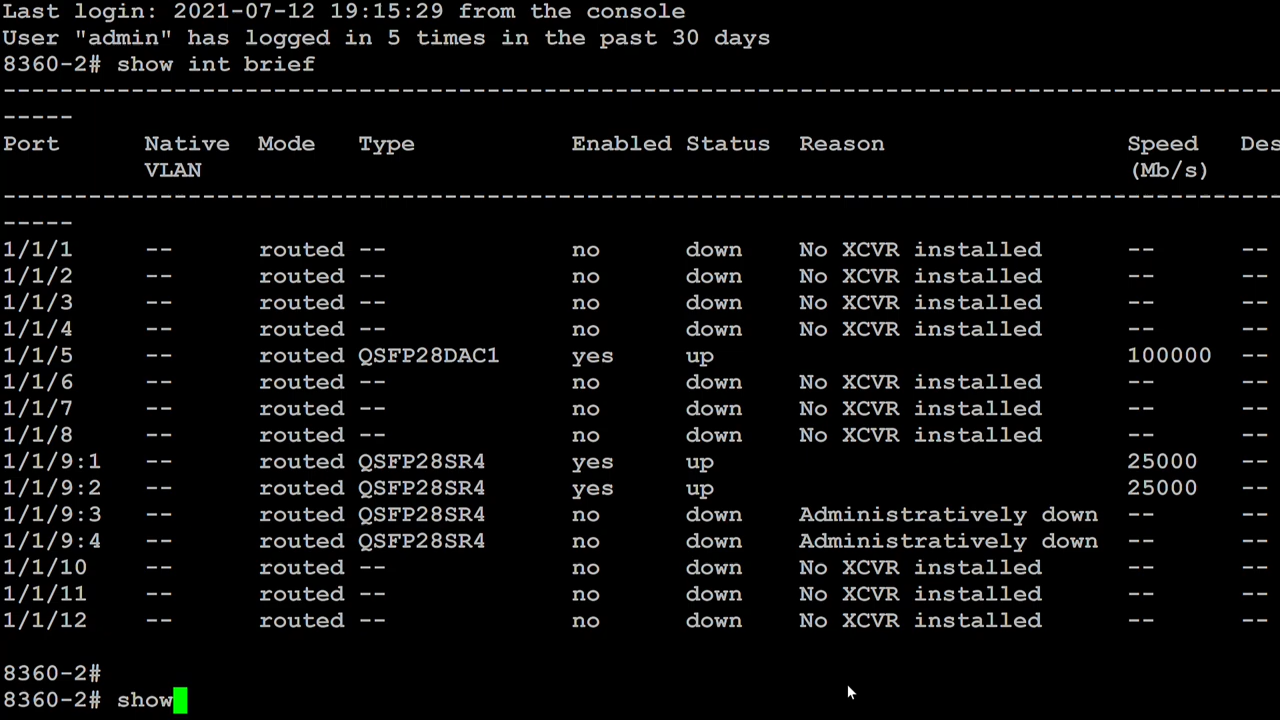 Last login: 2021-07-12 19:15:29 from the console
User "admin" has logged in 5 times in the past 30 days
8360-2# show int brief
--------------------------------------------------------------------------------
-----
Port Native Mode Type Enabled Status Reason Speed Des
VLAN (Mb/s)
--------------------------------------------------------------------------------
-----
1/1/1 -- routed -- no down No XCVR installed -- --
1/1/2 -- routed -- no down No XCVR installed -- --
1/1/3 -- routed -- no down No XCVR installed -- --
1/1/4 -- routed -- no down No XCVR installed -- --
1/1/5 -- routed QSFP28DAC1 yes up 100000 --
1/1/6 -- routed -- no down No XCVR installed -- --
1/1/7 -- routed -- no down No XCVR installed -- --
1/1/8 -- routed -- no down No XCVR installed -- --
1/1/9:1 -- routed QSFP28SR4 yes up 25000 --
1/1/9:2 -- routed QSFP28SR4 yes up 25000 --
1/1/9:3 -- routed QSFP28SR4 no down Administratively down -- --
1/1/9:4 -- routed QSFP28SR4 no down Administratively down -- --
1/1/10 -- routed -- no down No XCVR installed -- --
1/1/11 -- routed -- no down No XCVR installed -- --
1/1/12 -- routed -- no down No XCVR installed -- --
8360-2#
8360-2# show